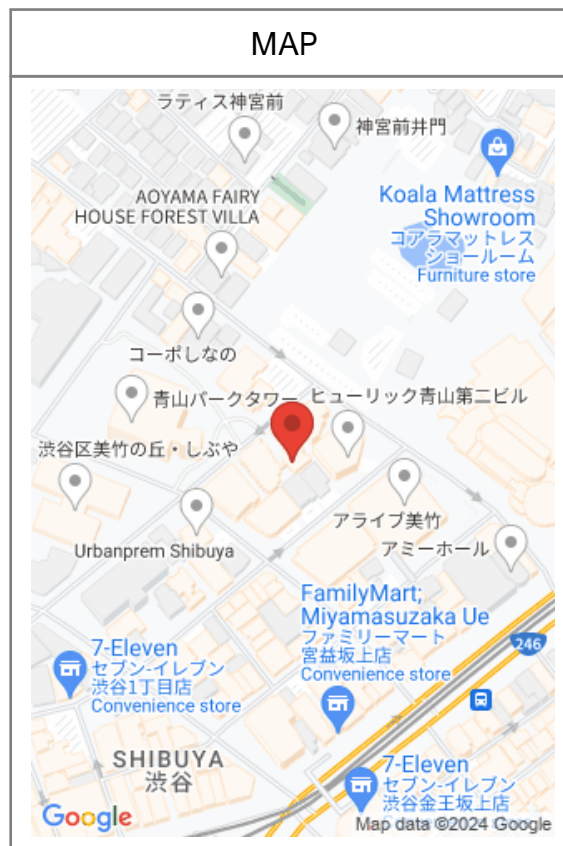 MAP
ラティス神宮前
神宮前井門
AOYAMA FAIRY
HOUSE FOREST VILLA
Koala Mattress
Showroom
コアラマットレス
ショールーム
Furniture store
コーポしなの
青山パークタワー
ヒューリック青山第二ビル
渋谷区美竹の丘・しぶや
アライブ美竹
Urbanprem Shibuya
アミーホール
FamilyMart;
Miyamasuzaka Ue
ファミリーマート
宮益坂上店
Convenience store
246
7-Eleven
セブン-イレブン
渋谷1丁目店
Convenience store
SHIBUYA
渋谷
7-Eleven
セブン-イレブン
渋谷金王坂上店
Google
Map data ©2024 Google